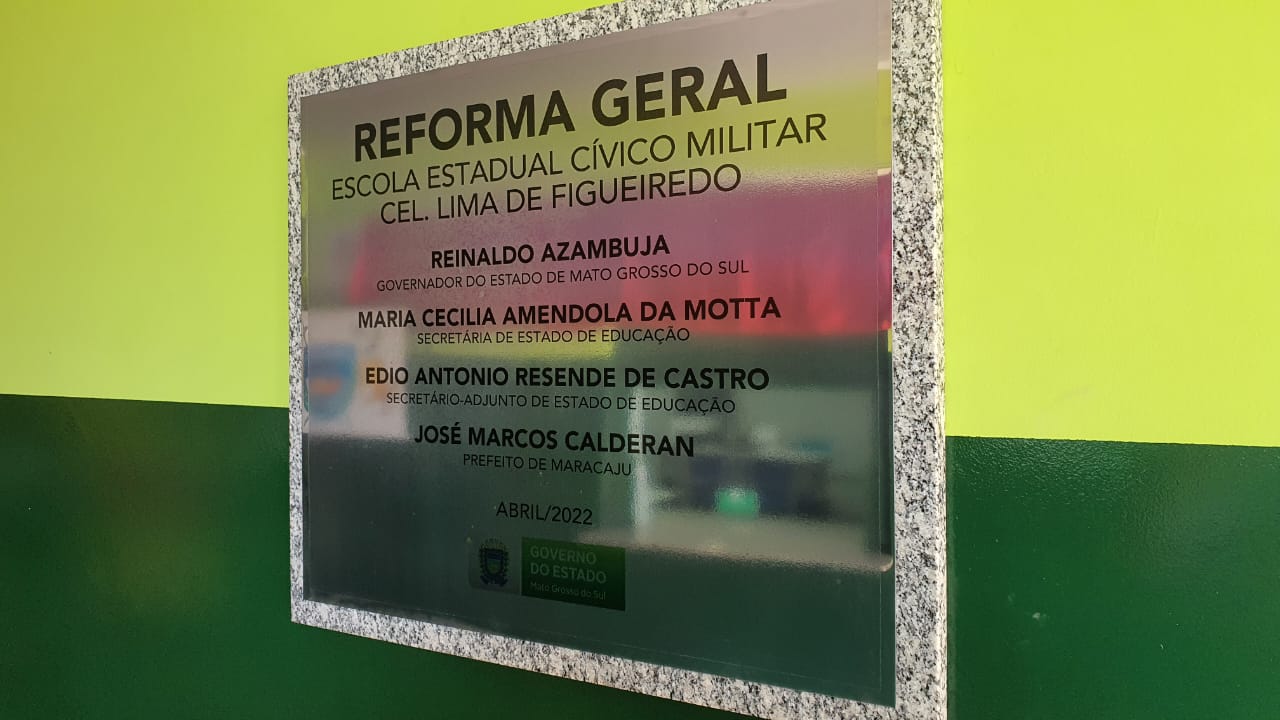 REFORMA GERAL
ESCOLA ESTADUAL CÍVICO MILITAR
CEL. LIMA DE FIGUEIREDO
REINALDO AZAMBUJA
GOVERNADOR DO ESTADO DE MATO GROSSO DO SUL
MARIA CECILIA AMENDOLA DA MOTTA
SECRETÁRIA DE ESTADO DE EDUCAÇÃO
EDIO ANTONIO RESENDE DE CASTRO
SECRETÁRIO-ADJUNTO DE ESTADO DE EDUCAÇÃO
JOSÉ MARCOS CALDERAN
PREFEITO DE MARACAJU
ABRIL/2022
GOVERNO
DO ESTADO
Mato Grosso do Sul